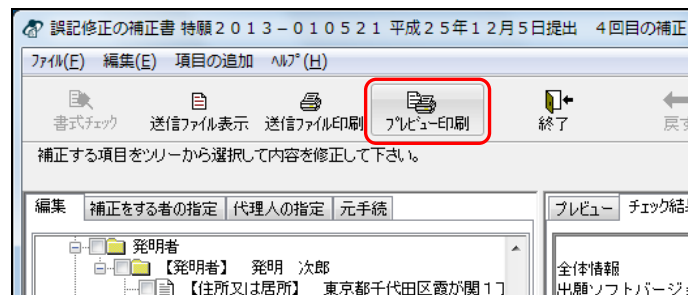 誤記修正の補正書 特願２０１３－０１０５２１ 平成２５年１２月５日提出 ４回目の補正
ﾌｧｲﾙ(F) 編集(E) 項目の追加 ﾍﾙﾌﾟ(H)
書式ﾁｪｯｸ 送信ﾌｧｲﾙ表示 送信ﾌｧｲﾙ印刷 ﾌﾟﾚﾋﾞｭｰ印刷 終了 戻す
補正する項目をツリーから選択して内容を修正して下さい。
編集 補正をする者の指定 代理人の指定 元手続 プレビュー チェック結果
発明者
【発明者】 発明 次郎 全体情報
【住所又は居所】 東京都千代田区霞が関１丁 出願ソフトバージョ